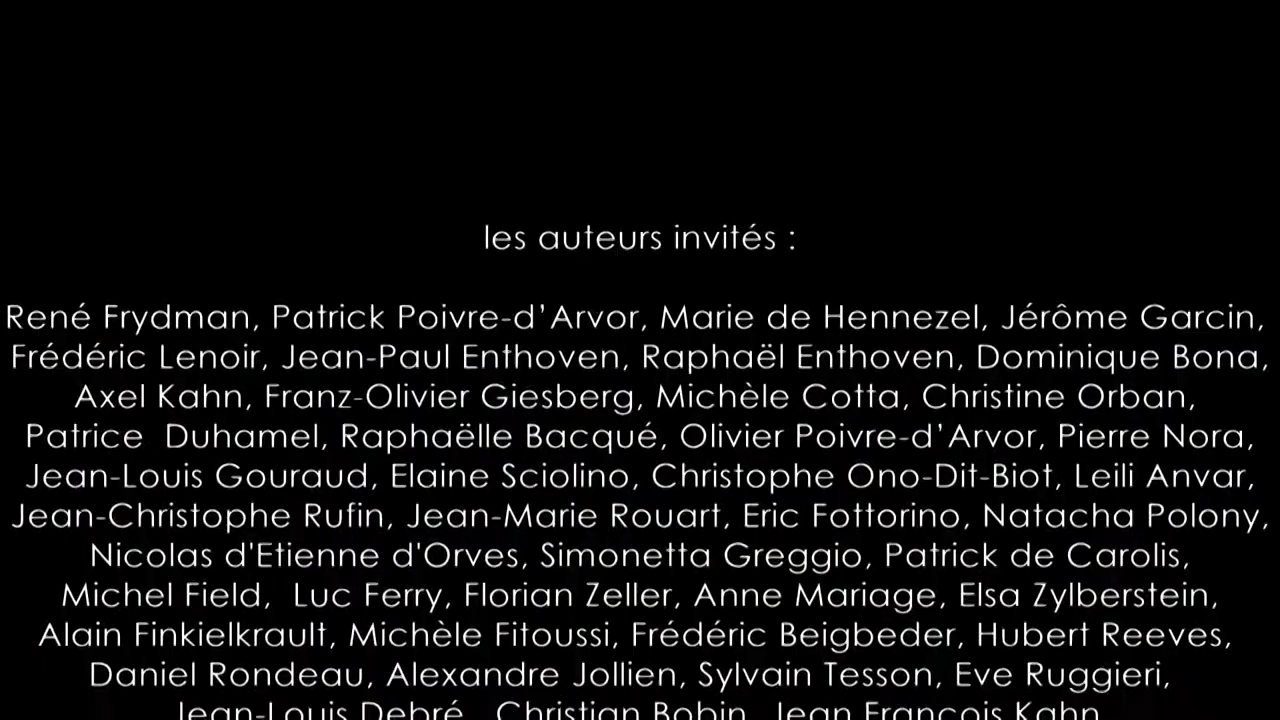 les auteurs invités :
René Frydman, Patrick Poivre-d’Arvor, Marie de Hennezel, Jérôme Garcin,
Frédéric Lenoir, Jean-Paul Enthoven, Raphaël Enthoven, Dominique Bona,
Axel Kahn, Franz-Olivier Giesberg, Michèle Cotta, Christine Orban,
Patrice  Duhamel, Raphaëlle Bacqué, Olivier Poivre-d’Arvor, Pierre Nora,
Jean-Louis Gouraud, Elaine Sciolino, Christophe Ono-Dit-Biot, Leili Anvar,
Jean-Christophe Rufin, Jean-Marie Rouart, Eric Fottorino, Natacha Polony,
Nicolas d'Etienne d'Orves, Simonetta Greggio, Patrick de Carolis,
Michel Field,  Luc Ferry, Florian Zeller, Anne Mariage, Elsa Zylberstein,
Alain Finkielkrault, Michèle Fitoussi, Frédéric Beigbeder, Hubert Reeves,
Daniel Rondeau, Alexandre Jollien, Sylvain Tesson, Eve Ruggieri,
Jean-Louis Debré,  Christian Bobin, Jean François Kahn